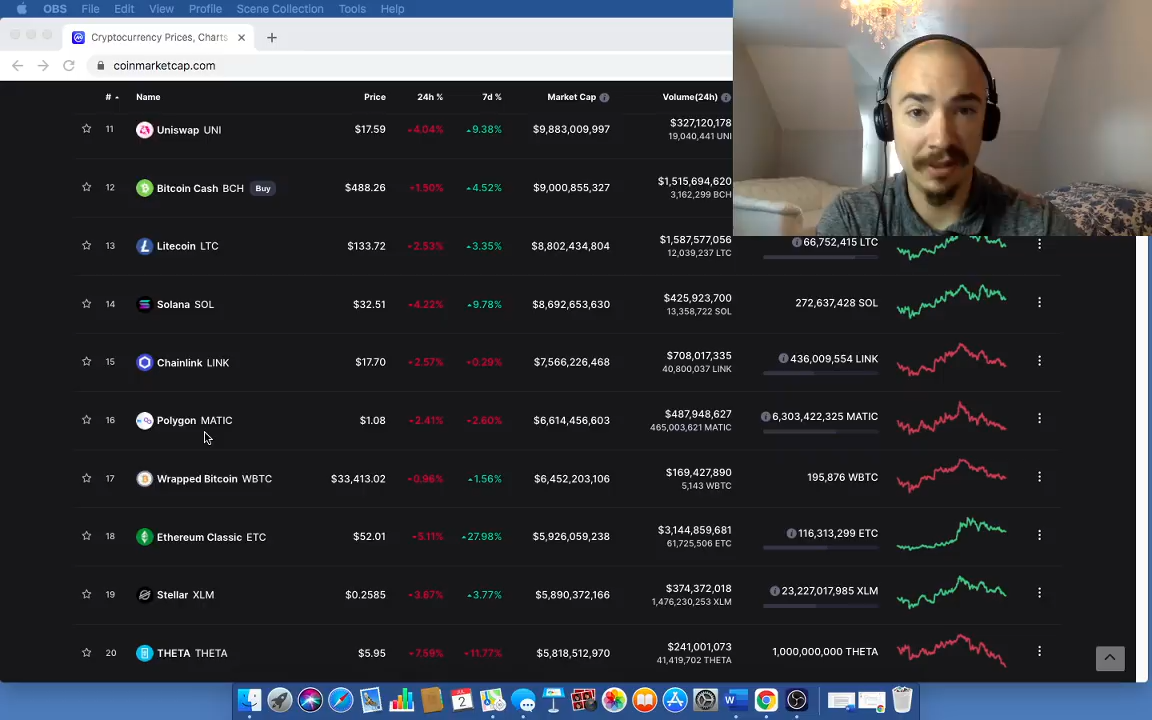 OBS File Edit View Profile Scene Collection Tools Help
Cryptocurrency Prices, Charts
coinmarketcap.com
# Name Price 24h % 7d % Market Cap Volume(24h)
11 Uniswap UNI $17.59 4.04% 9.38% $9,883,009,997 $327,120,178
19,040,441 UNI
12 Bitcoin Cash BCH Buy $488.26 1.50% 4.52% $9,000,855,327 $1,515,694,620
3,162,299 BCH
13 Litecoin LTC $133.72 2.53% 3.35% $8,802,434,804 $1,587,577,056 66,752,415 LTC
12,039,237 LTC
14 Solana SOL $32.51 4.22% 9.78% $8,692,653,630 $425,923,700 272,637,428 SOL
13,358,722 SOL
15 Chainlink LINK $17.70 2.57% 0.29% $7,566,226,468 $708,017,335 436,009,554 LINK
40,800,037 LINK
16 Polygon MATIC $1.08 2.41% 2.60% $6,614,456,603 $487,948,627 6,303,422,325 MATIC
465,003,621 MATIC
17 Wrapped Bitcoin WBTC $33,413.02 0.96% 1.56% $6,452,203,106 $169,427,890 195,876 WBTC
5,143 WBTC
18 Ethereum Classic ETC $52.01 5.11% 27.98% $5,926,059,238 $3,144,859,681 116,313,299 ETC
61,725,506 ETC
19 Stellar XLM $0.2585 3.67% 3.77% $5,890,372,166 $374,372,018 23,227,017,985 XLM
1,476,230,253 XLM
20 THETA THETA $5.95 7.59% 11.77% $5,818,512,970 $241,001,073 1,000,000,000 THETA
41,419,702 THETA
2